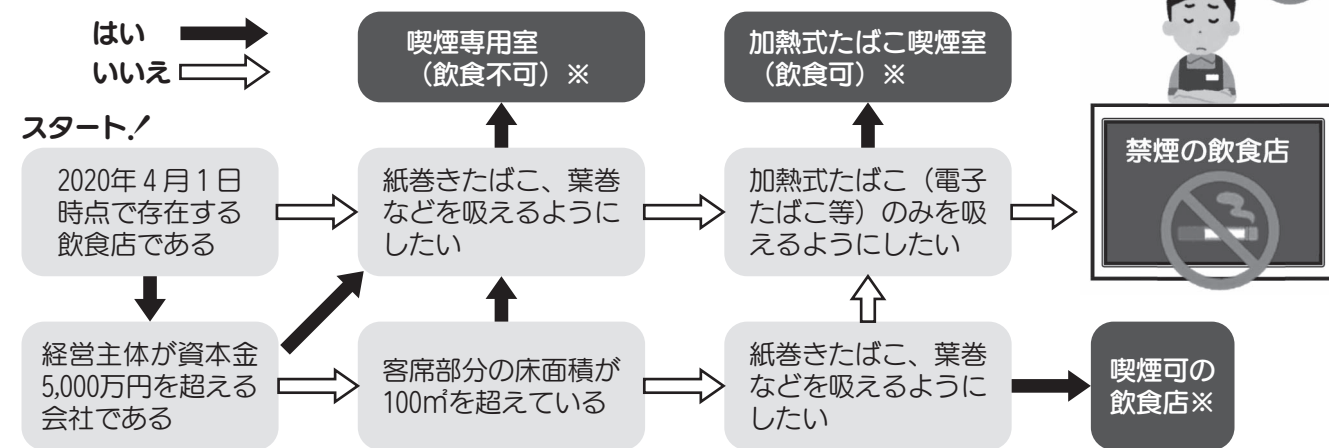 はい
いいえ
喫煙専用室
（飲食不可）※
加熱式たばこ喫煙室
（飲食可）※
スタート！
2020年４月１日
時点で存在する
飲食店である
紙巻きたばこ、葉巻
などを吸えるように
したい
加熱式たばこ（電子
たばこ等）のみを吸
えるようにしたい
禁煙の飲食店
経営主体が資本金
5,000万円を超える
会社である
客席部分の床面積が
100㎡を超えている
紙巻きたばこ、葉巻
などを吸えるように
したい
喫煙可の
飲食店※